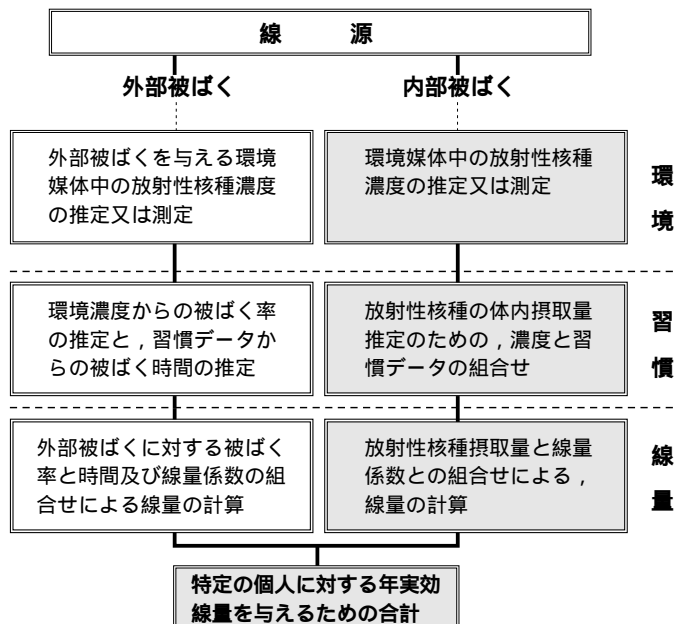 線 源
外部被ばく
内部被ばく
外部被ばくを与える環境
媒体中の放射性核種濃度
の推定又は測定
環境媒体中の放射性核種
濃度の推定又は測定
環
境
環境濃度からの被ばく率
の推定と，習慣データか
らの被ばく時間の推定
放射性核種の体内摂取量
推定のための，濃度と習
慣データの組合せ
習
慣
外部被ばくに対する被ばく
率と時間及び線量係数の組
合せによる線量の計算
放射性核種摂取量と線量
係数との組合せによる，
線量の計算
線
量
特定の個人に対する年実効
線量を与えるための合計